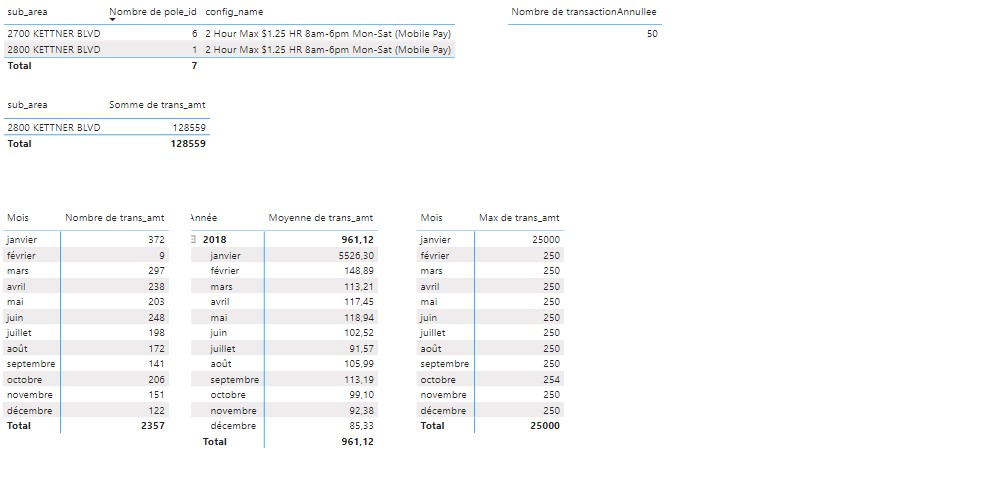 sub_area Nombre de pole_id config_name
2700 KETTNER BLVD 6 2 Hour Max $1.25 HR 8am-6pm Mon-Sat (Mobile Pay)
2800 KETTNER BLVD 1 2 Hour Max $1.25 HR 8am-6pm Mon-Sat (Mobile Pay)
Total 7
Nombre de transactionAnnullee
50
sub_area Somme de trans_amt
2800 KETTNER BLVD 128559
Total 128559
Mois Nombre de trans_amt
janvier 372
février 9
mars 297
avril 238
mai 203
juin 248
juillet 198
août 172
septembre 141
octobre 206
novembre 151
décembre 122
Total 2357
Année Moyenne de trans_amt
2018 961,12
janvier 5526,30
février 148,89
mars 113,21
avril 117,45
mai 118,94
juin 102,52
juillet 91,57
août 105,99
septembre 113,19
octobre 99,10
novembre 92,38
décembre 85,33
Total 961,12
Mois Max de trans_amt
janvier 25000
février 250
mars 250
avril 250
mai 250
juin 250
juillet 250
août 250
septembre 250
octobre 254
novembre 250
décembre 250
Total 25000